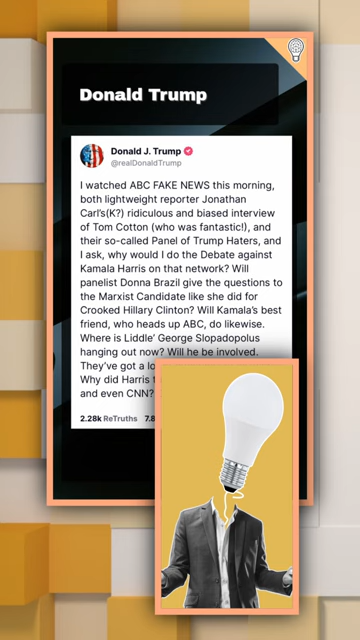 Donald Trump
Donald J. Trump
@realDonaldTrump
I watched ABC FAKE NEWS this morning,
both lightweight reporter Jonathan
Carl's(K?) ridiculous and biased interview
of Tom Cotton (who was fantastic!), and
their so-called Panel of Trump Haters, and
I ask, why would I do the Debate against
Kamala Harris on that network? Will
panelist Donna Brazil give the questions to
the Marxist Candidate like she did for
Crooked Hillary Clinton? Will Kamala's best
friend, who heads up ABC, do likewise.
Where is Liddle' George Slopadopolus
hanging out now? Will he be involved.
They've got a lo
Why did Harris t
and even CNN?
2.28k ReTruths 7.8